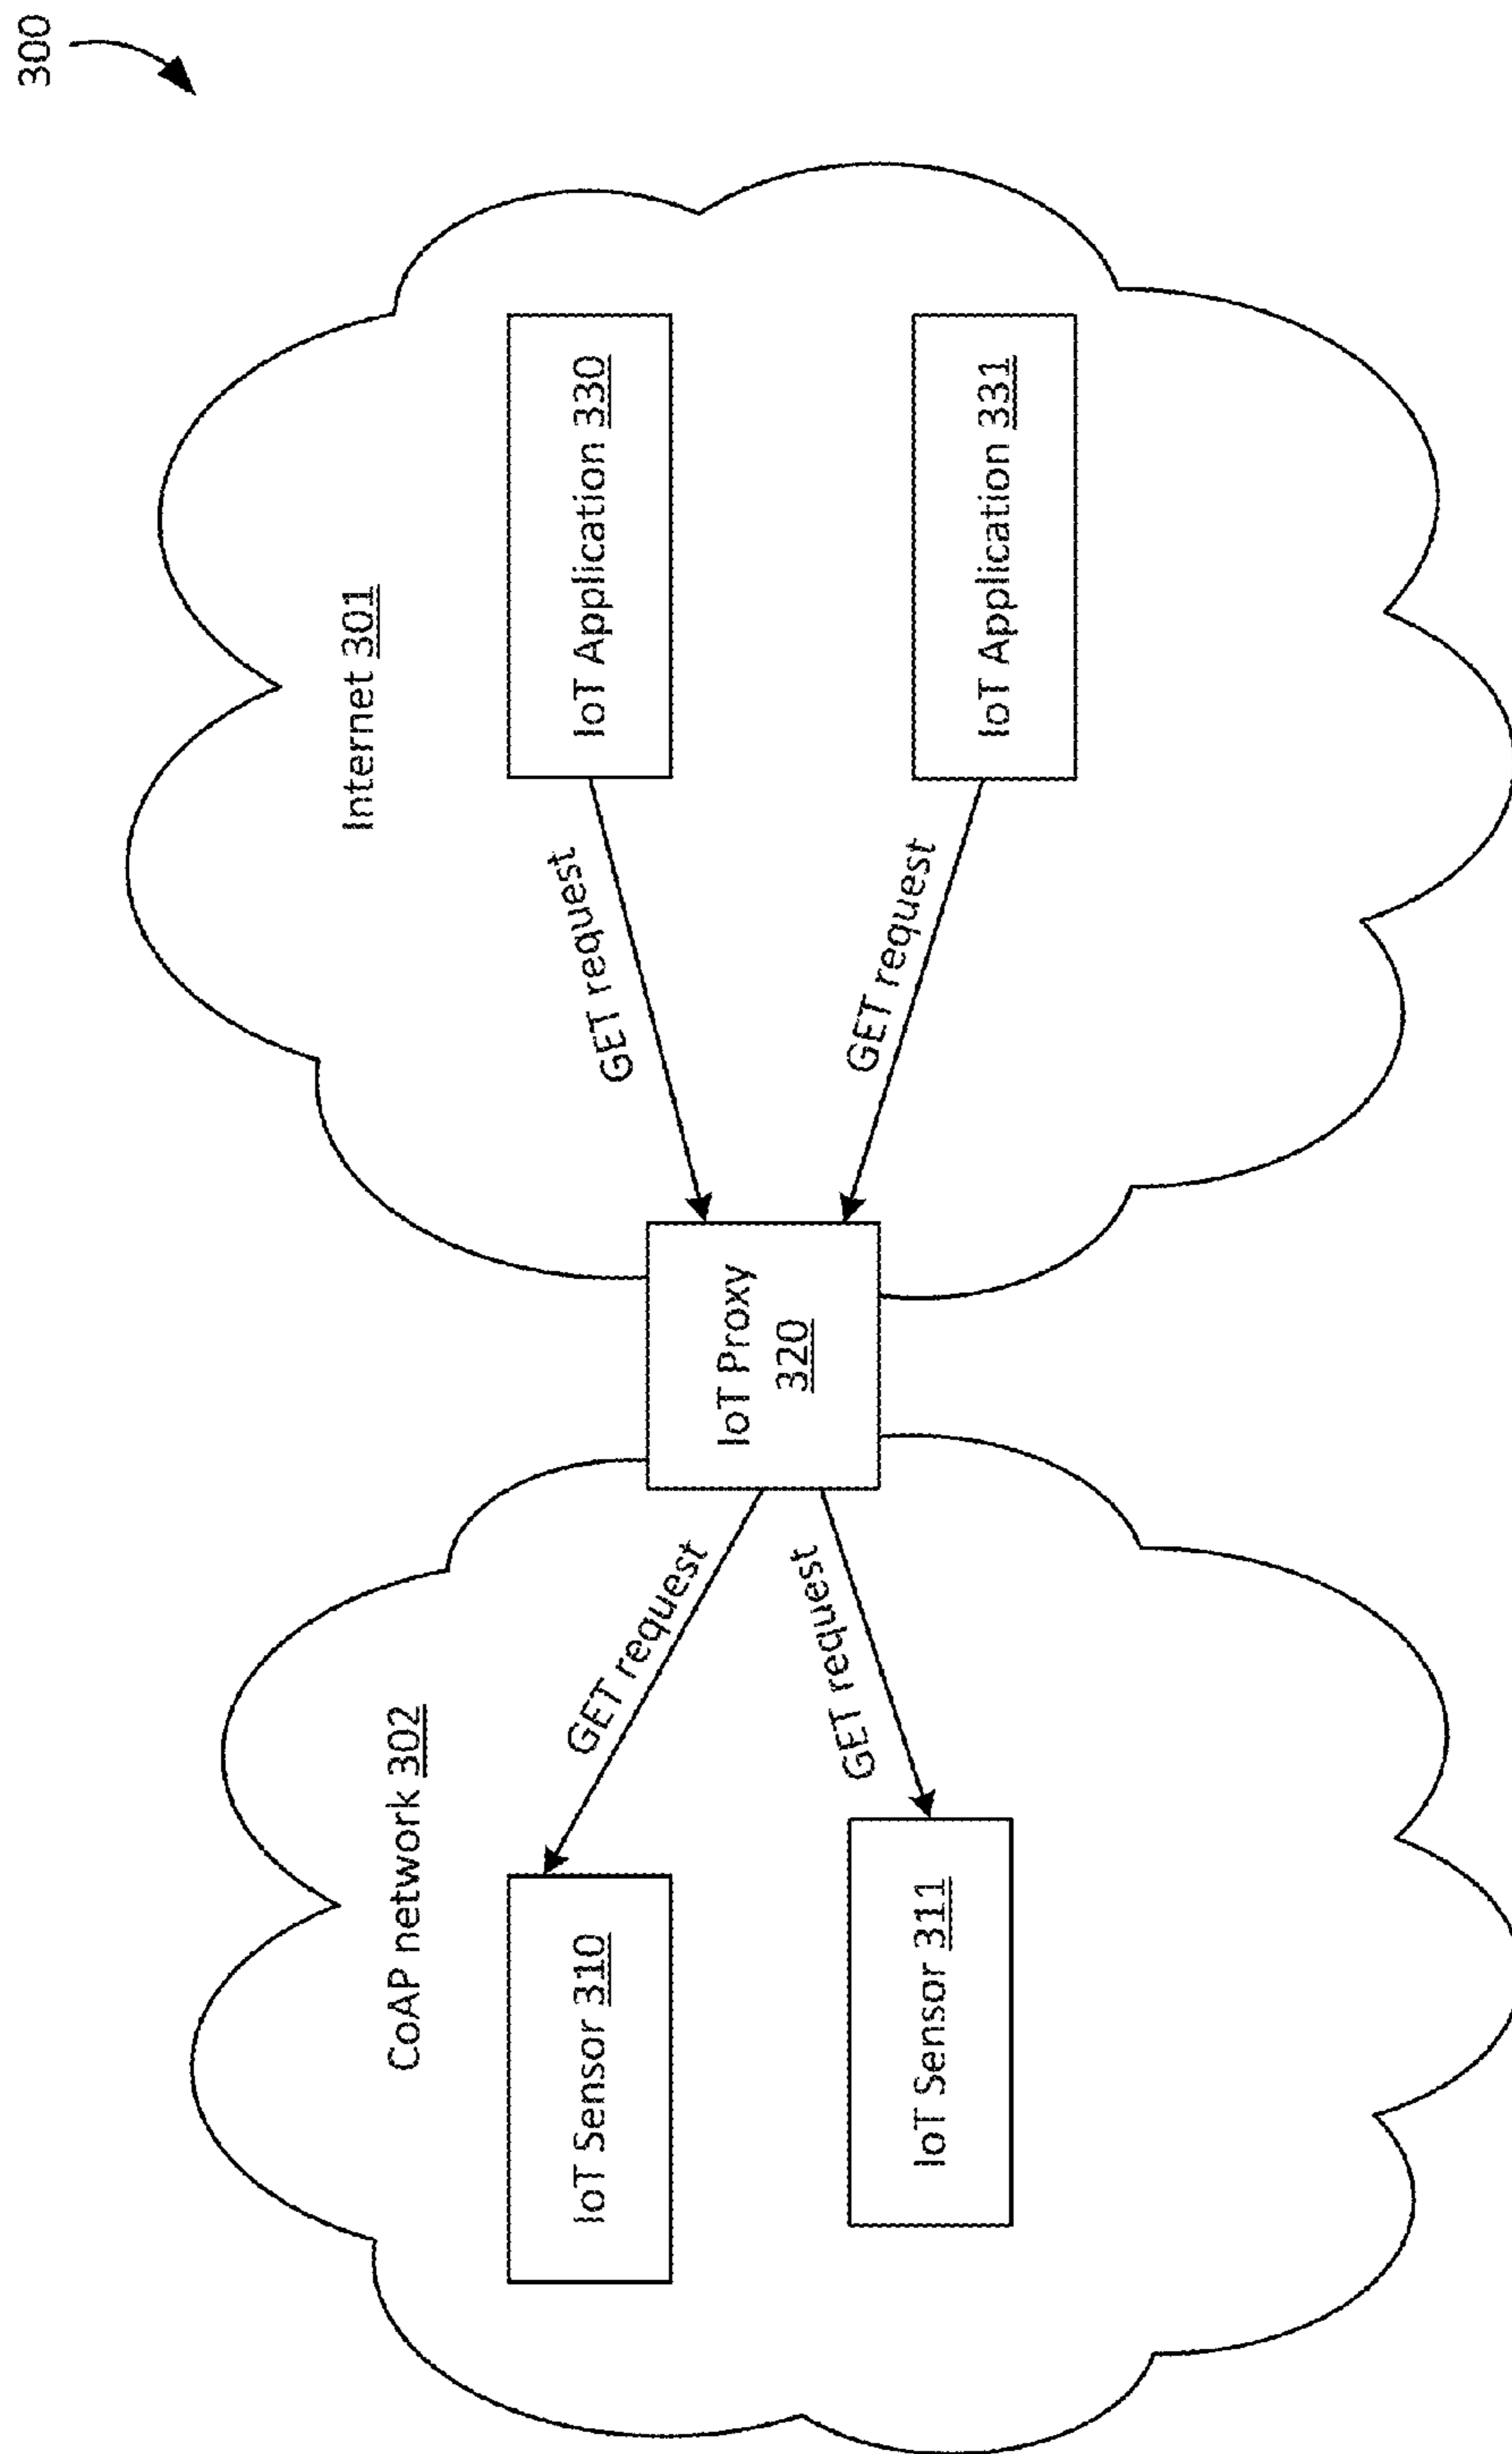 300
Internet 301
CoAP network 302
IoT Application 330
IoT Sensor 310
GET request
GET request
IoT Proxy
320
GET request
GET request
IoT Application 331
IoT Sensor 311